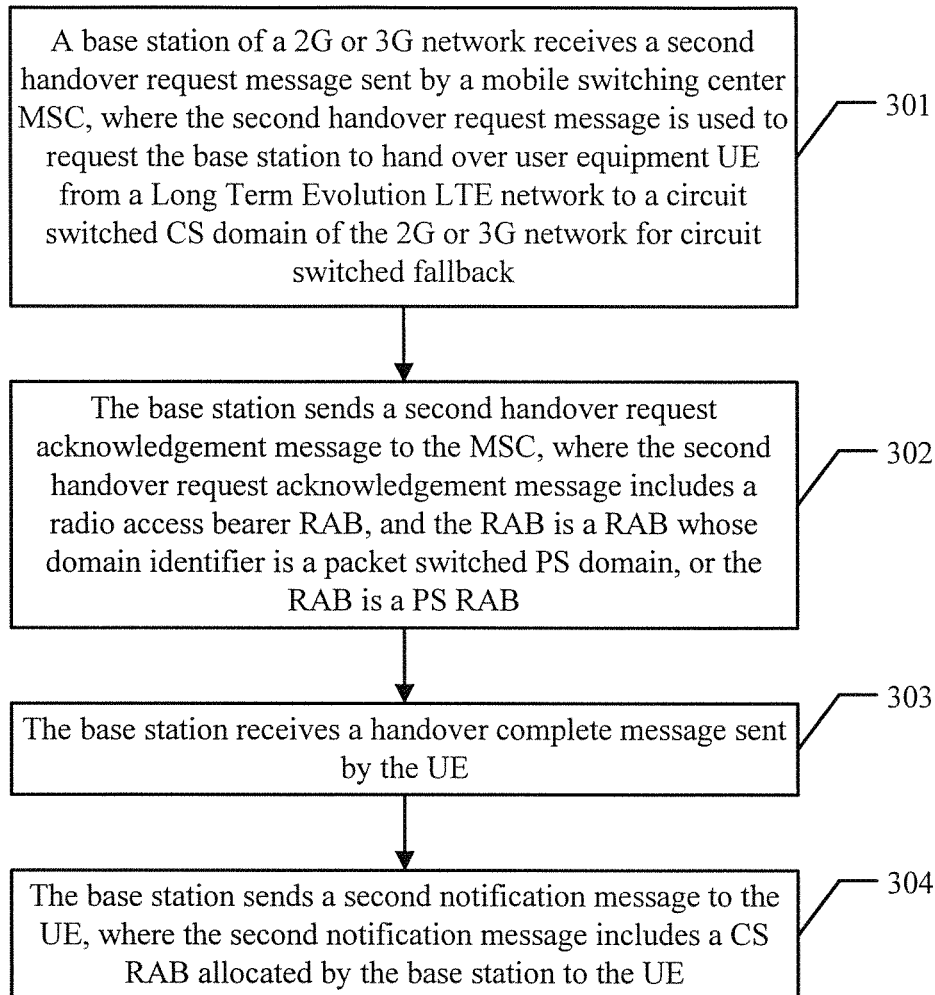 A base station of a 2G or 3G network receives a second
handover request message sent by a mobile switching center
MSC, where the second handover request message is used to
request the base station to hand over user equipment UE
from a Long Term Evolution LTE network to a circuit
switched CS domain of the 2G or 3G network for circuit
switched fallback
301
The base station sends a second handover request
acknowledgement message to the MSC, where the second
handover request acknowledgement message includes a
radio access bearer RAB, and the RAB is a RAB whose
domain identifier is a packet switched PS domain, or the
RAB is a PS RAB
302
The base station receives a handover complete message sent
by the UE
303
The base station sends a second notification message to the
UE, where the second notification message includes a CS
RAB allocated by the base station to the UE
304